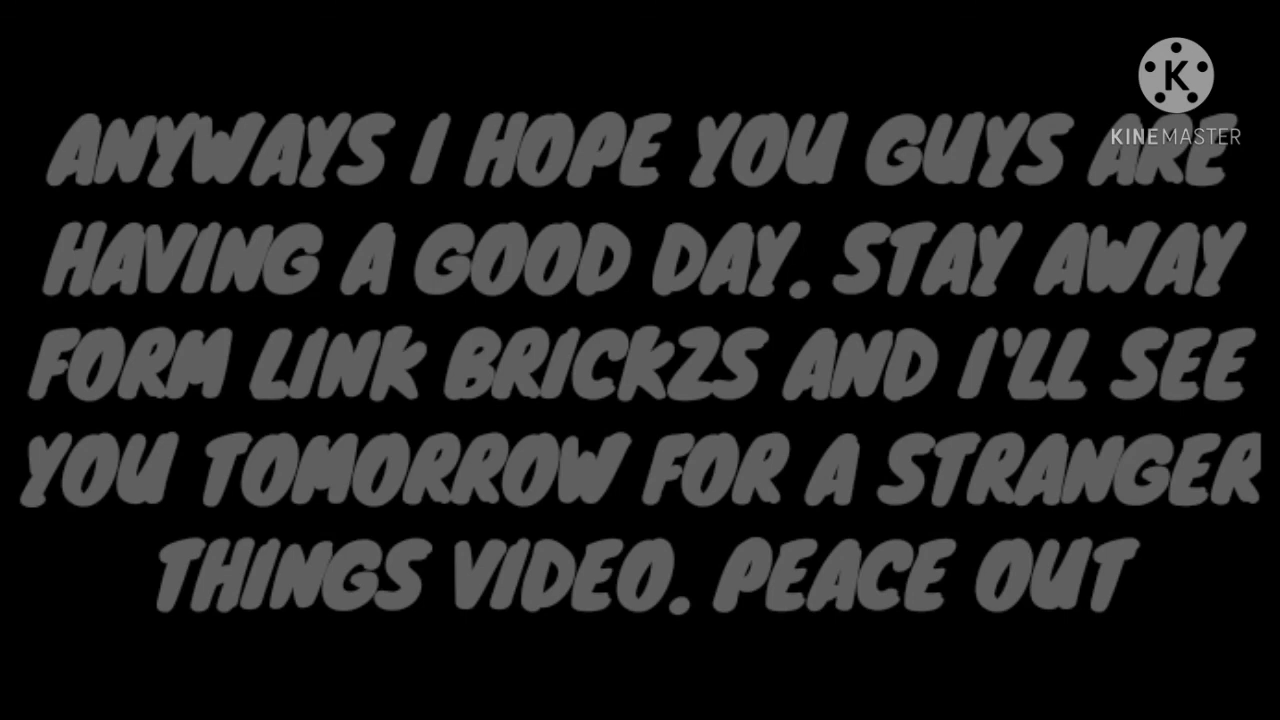 K
KINEMASTER
ANYWAYS I HOPE YOU GUYS ARE
HAVING A GOOD DAY. STAY AWAY
FORM LINK BRICKZS AND I'LL SEE
YOU TOMORROW FOR A STRANGER
THINGS VIDEO. PEACE OUT